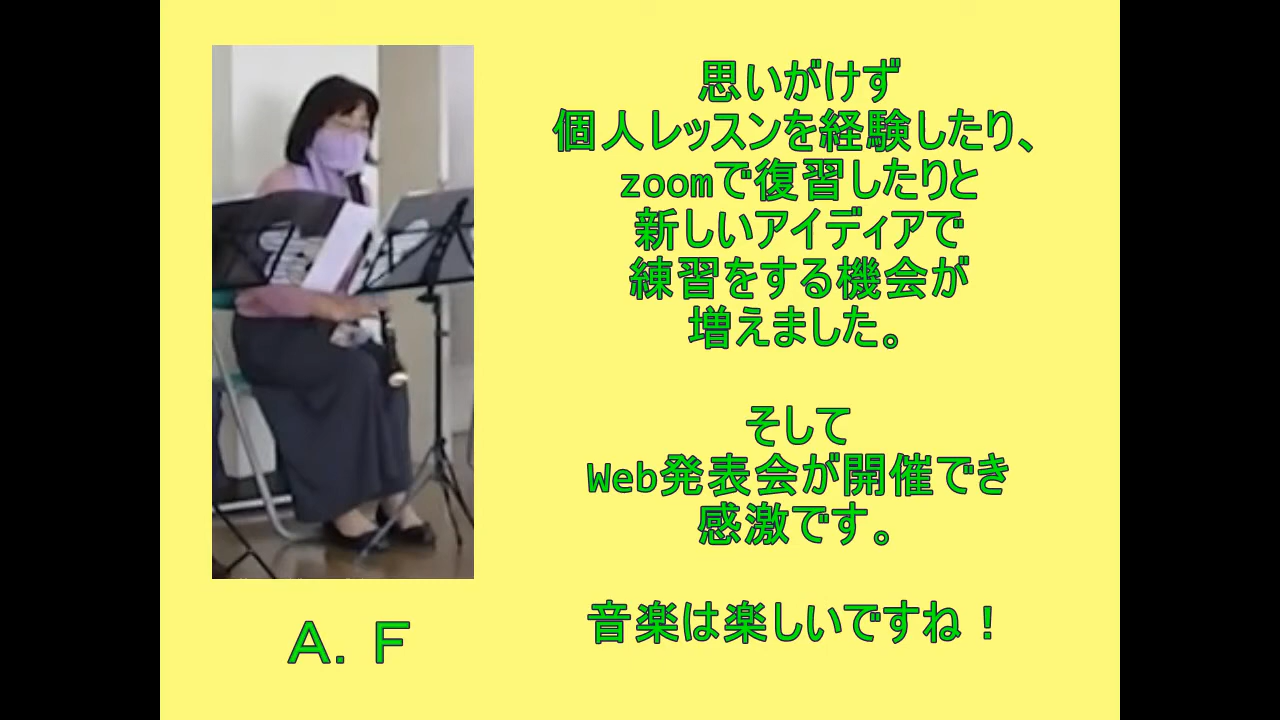 思いがけず
個人レッスンを経験したり、
zoomで復習したりと
新しいアイディアで
練習をする機会が
増えました。
そして
Web発表会が開催でき
感激です。
音楽は楽しいですね！
A. F